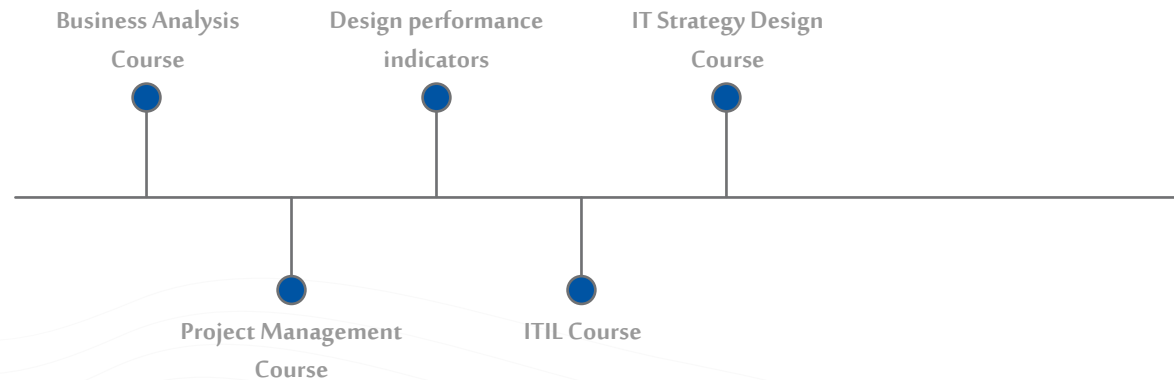 Business Analysis
Course
Design performance
indicators
IT Strategy Design
Course
Project Management
Course
ITIL Course